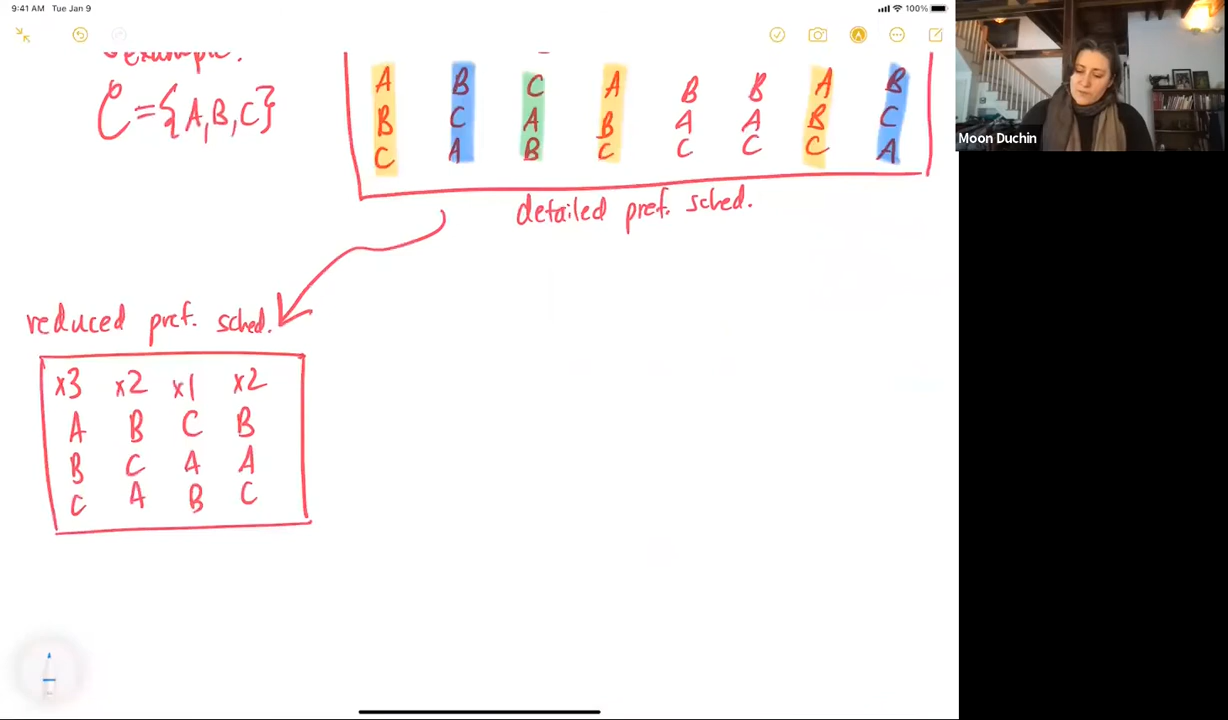 9:41 AM Tue Jan 9
100%
example.
C={A,B,C}
A B C A B B A B
B C A B A A B C
C A B C C C C A
detailed pref. sched.
reduced pref. sched.
x3 x2 x1 x2
A B C B
B C A A
C A B C
Moon Duchin